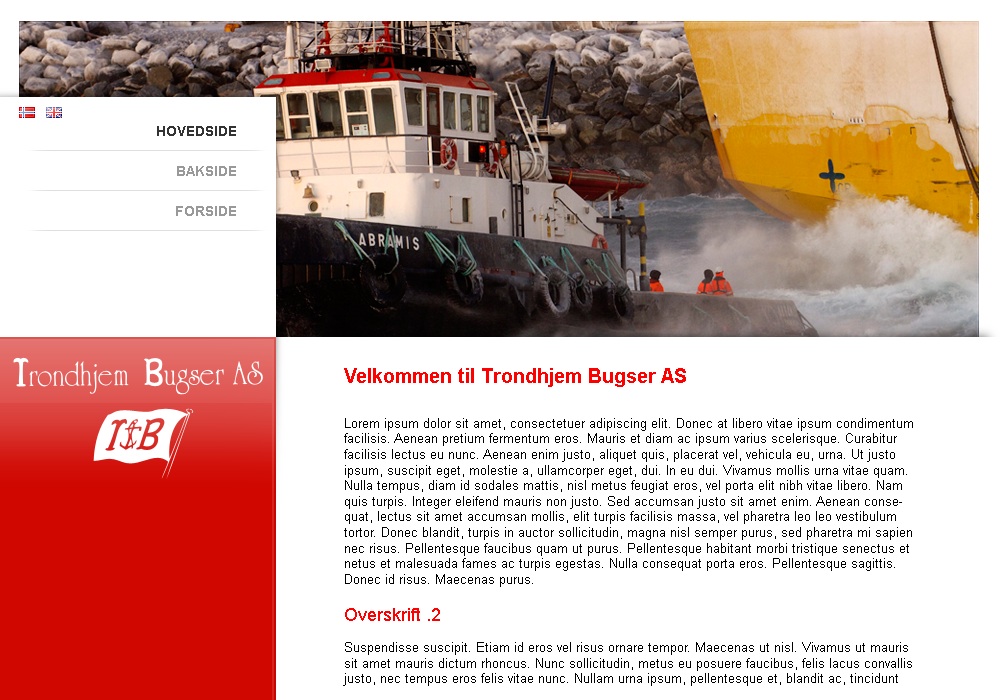 HOVEDSIDE
BAKSIDE
FORSIDE
ABRAMIS
Trondhjem Bugser AS
T B
Velkommen til Trondhjem Bugser AS
Lorem ipsum dolor sit amet, consectetuer adipiscing elit. Donec at libero vitae ipsum condimentum
facilisis. Aenean pretium fermentum eros. Mauris et diam ac ipsum varius scelerisque. Curabitur
facilisis lectus eu nunc. Aenean enim justo, aliquet quis, placerat vel, vehicula eu, urna. Ut justo
ipsum, suscipit eget, molestie a, ullamcorper eget, dui. In eu dui. Vivamus mollis urna vitae quam.
Nulla tempus, diam id sodales mattis, nisl metus feugiat eros, vel porta elit nibh vitae libero. Nam
quis turpis. Integer eleifend mauris non justo. Sed accumsan justo sit amet enim. Aenean conse-
quat, lectus sit amet accumsan mollis, elit turpis facilisis massa, vel pharetra leo leo vestibulum
tortor. Donec blandit, turpis in auctor sollicitudin, magna nisl semper purus, sed pharetra mi sapien
nec risus. Pellentesque faucibus quam ut purus. Pellentesque habitant morbi tristique senectus et
netus et malesuada fames ac turpis egestas. Nulla consequat porta eros. Pellentesque sagittis.
Donec id risus. Maecenas purus.
Overskrift .2
Suspendisse suscipit. Etiam id eros vel risus ornare tempor. Maecenas ut nisl. Vivamus ut mauris
sit amet mauris dictum rhoncus. Nunc sollicitudin, metus eu posuere faucibus, felis lacus convallis
justo, nec tempus eros felis vitae nunc. Nullam urna ipsum, pellentesque et, blandit ac, tincidunt